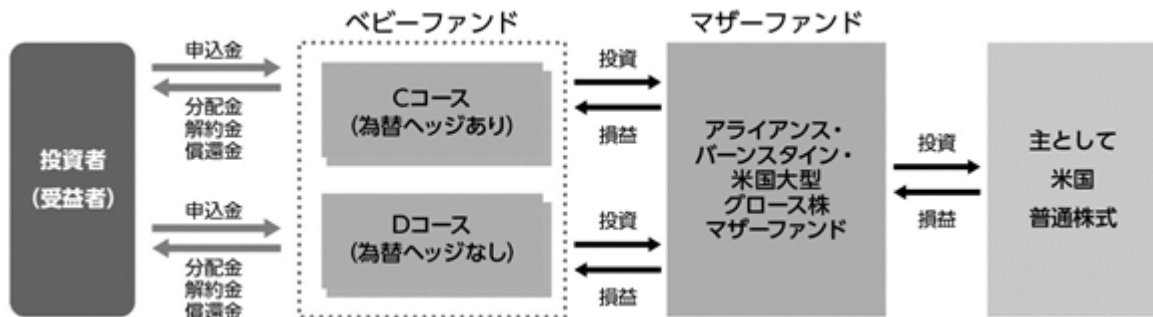 ベビーファンド
マザーファンド
申込金
分配金
解約金
償還金
投資者
(受益者)
申込金
分配金
解約金
償還金
Cコース
(為替ヘッジあり)
Dコース
(為替ヘッジなし)
投資
損益
投資
損益
アライアンス・
バーンスタイン・
米国大型
グロース株
マザーファンド
投資
損益
主として
米国
普通株式